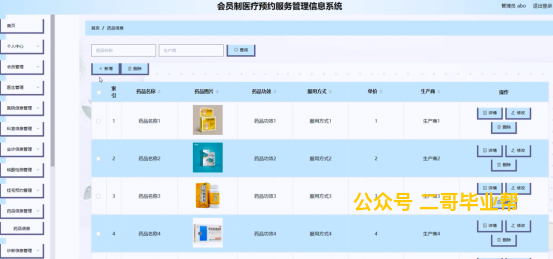 会员制医疗预约服务管理信息系统
管理员 abo 退出登录
首页
个人中心
医生管理
医院信息管理
科室信息管理
会诊信息管理
结算信息管理
住院预约管理
药品信息管理
药品信息
诊断信息管理
首页 / 药品信息
药品名称 生产商 查询
新增 删除
索引 药品名称 药品图片 药品功效 服用方式 单价 生产商 操作
1 药品名称1 药品功效1 服用方式1 1 生产商1 详情 修改 删除
2 药品名称2 药品功效2 服用方式2 2 生产商2 详情 修改 删除
3 药品名称3 药品功效3 服用方式3 3 生产商3 详情 修改 删除
4 药品名称4 药品功效4 服用方式4 4 生产商4 详情 修改 删除
公众号 二哥毕业帮